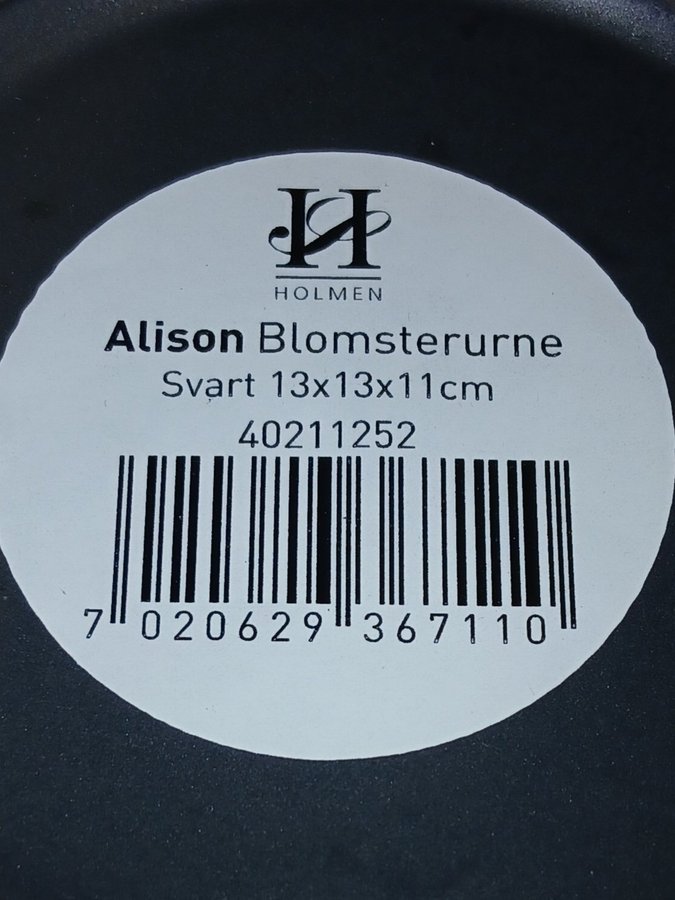 H
HOLMEN
Alison Blomsterurne
Svart 13x13x11cm
40211252
7 020629 367110